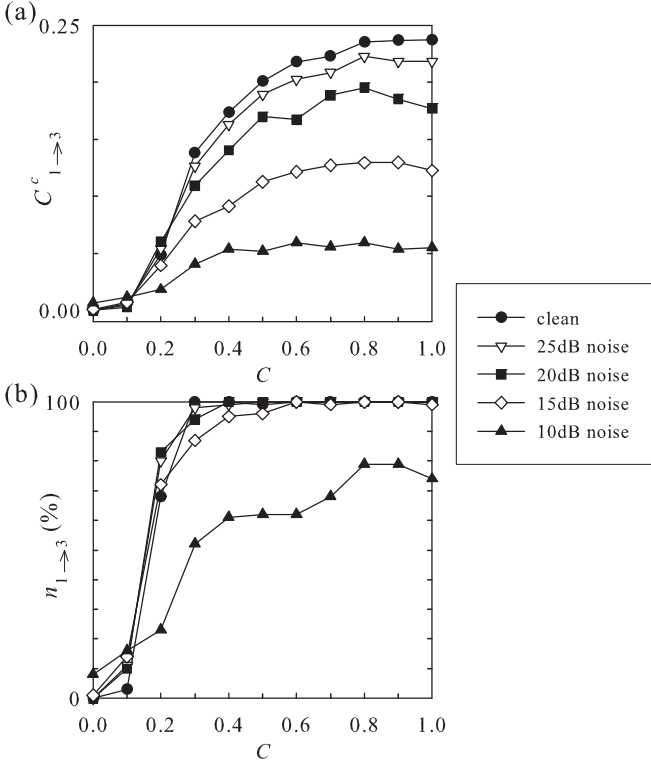 (a)
0.25
C^c_{1→3}
0.00
0.0 0.2 0.4 0.6 0.8 1.0
C
clean
25dB noise
20dB noise
15dB noise
10dB noise
(b)
100
n_{1→3} (%)
0
0.0 0.2 0.4 0.6 0.8 1.0
C